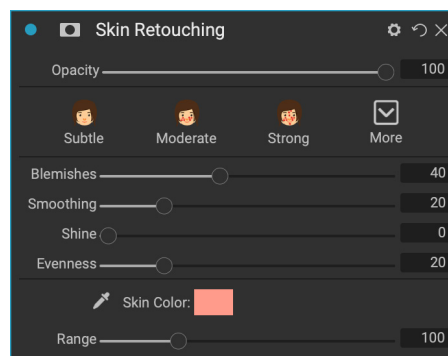 Skin Retouching
Opacity 100
Subtle Moderate Strong More
Blemishes 40
Smoothing 20
Shine 0
Evenness 20
Skin Color:
Range 100